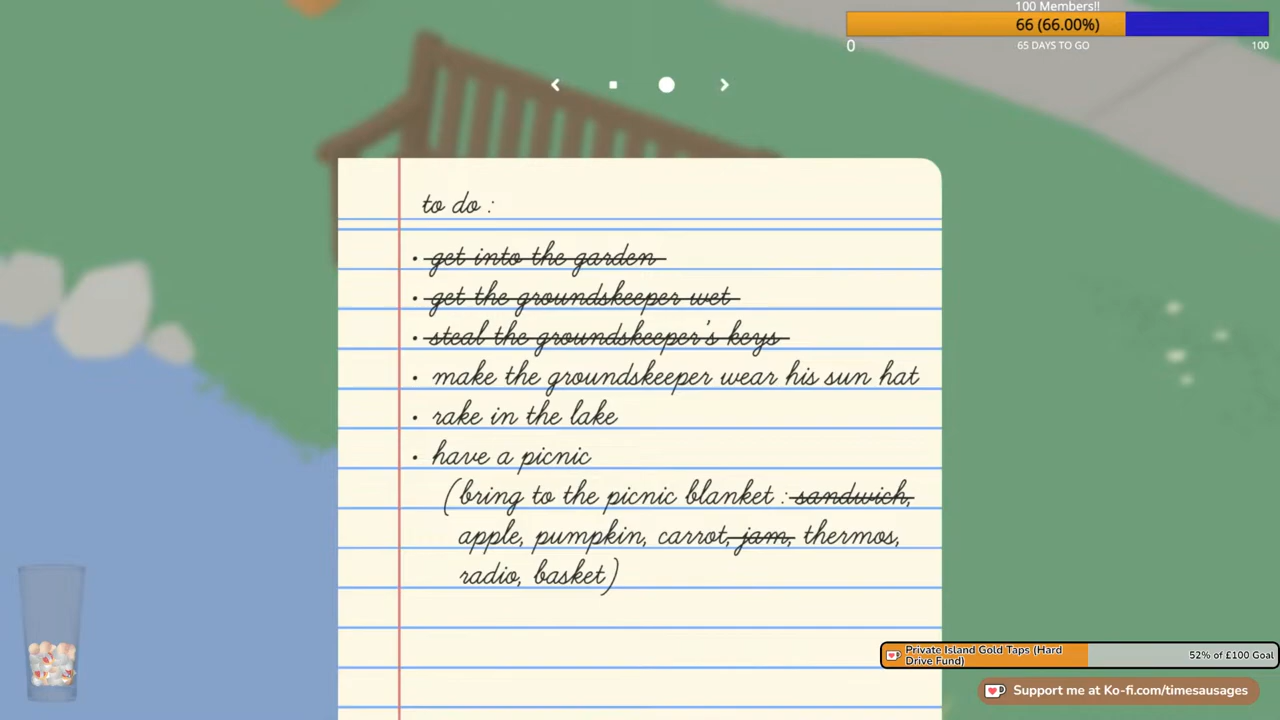 100 Members!!
66 (66.00%)
0
65 DAYS TO GO
100
to do :
• get into the garden
• get the groundskeeper wet
• steal the groundskeeper's keys
• make the groundskeeper wear his sun hat
• rake in the lake
• have a picnic
(bring to the picnic blanket : sandwich,
apple, pumpkin, carrot, jam, thermos,
radio, basket)
Private Island Gold Taps (Hard
Drive Fund)
52% of £100 Goal
Support me at Ko-fi.com/timesausages